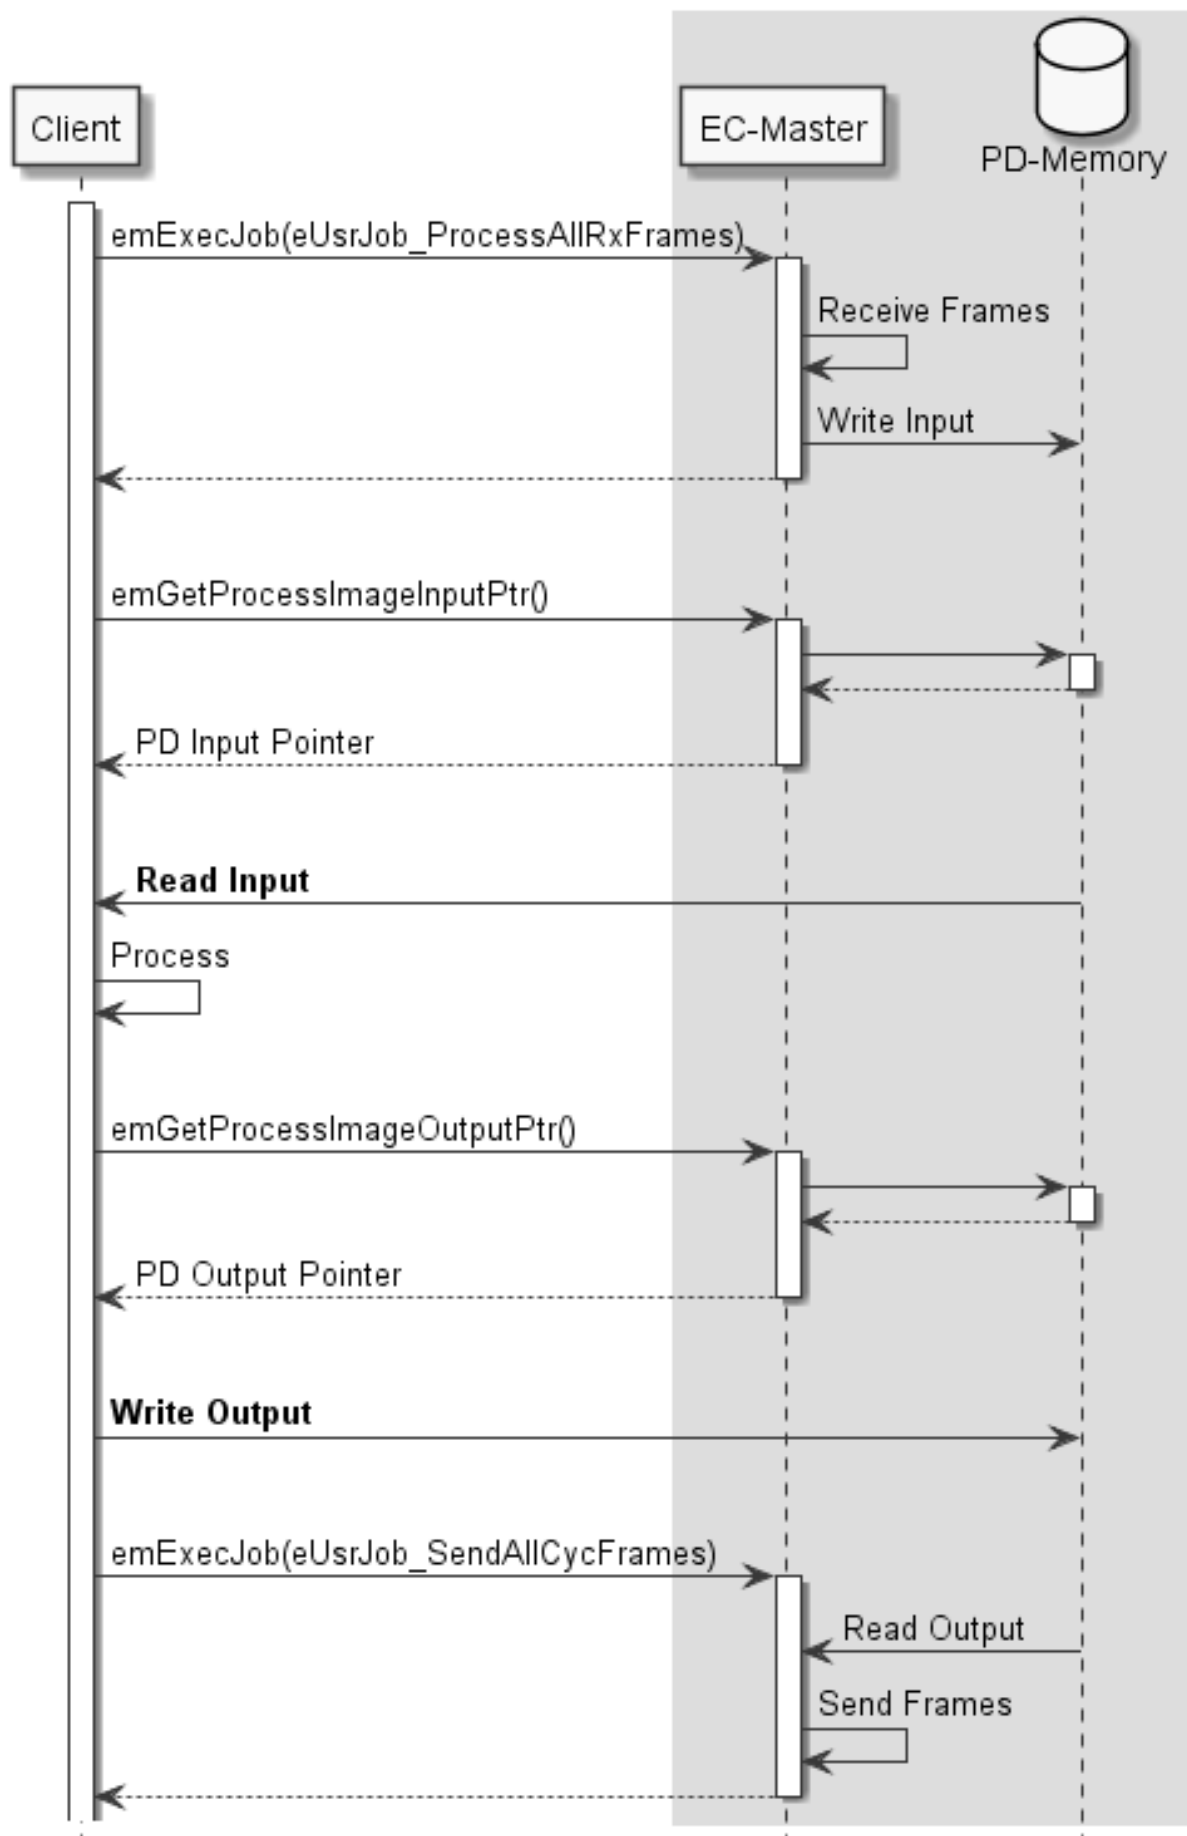 Client
EC-Master
PD-Memory
emExecJob(eUsrJob_ProcessAllRxFrames)
Receive Frames
Write Input
emGetProcessImageInputPtr()
PD Input Pointer
Read Input
Process
emGetProcessImageOutputPtr()
PD Output Pointer
Write Output
emExecJob(eUsrJob_SendAllCycFrames)
Read Output
Send Frames